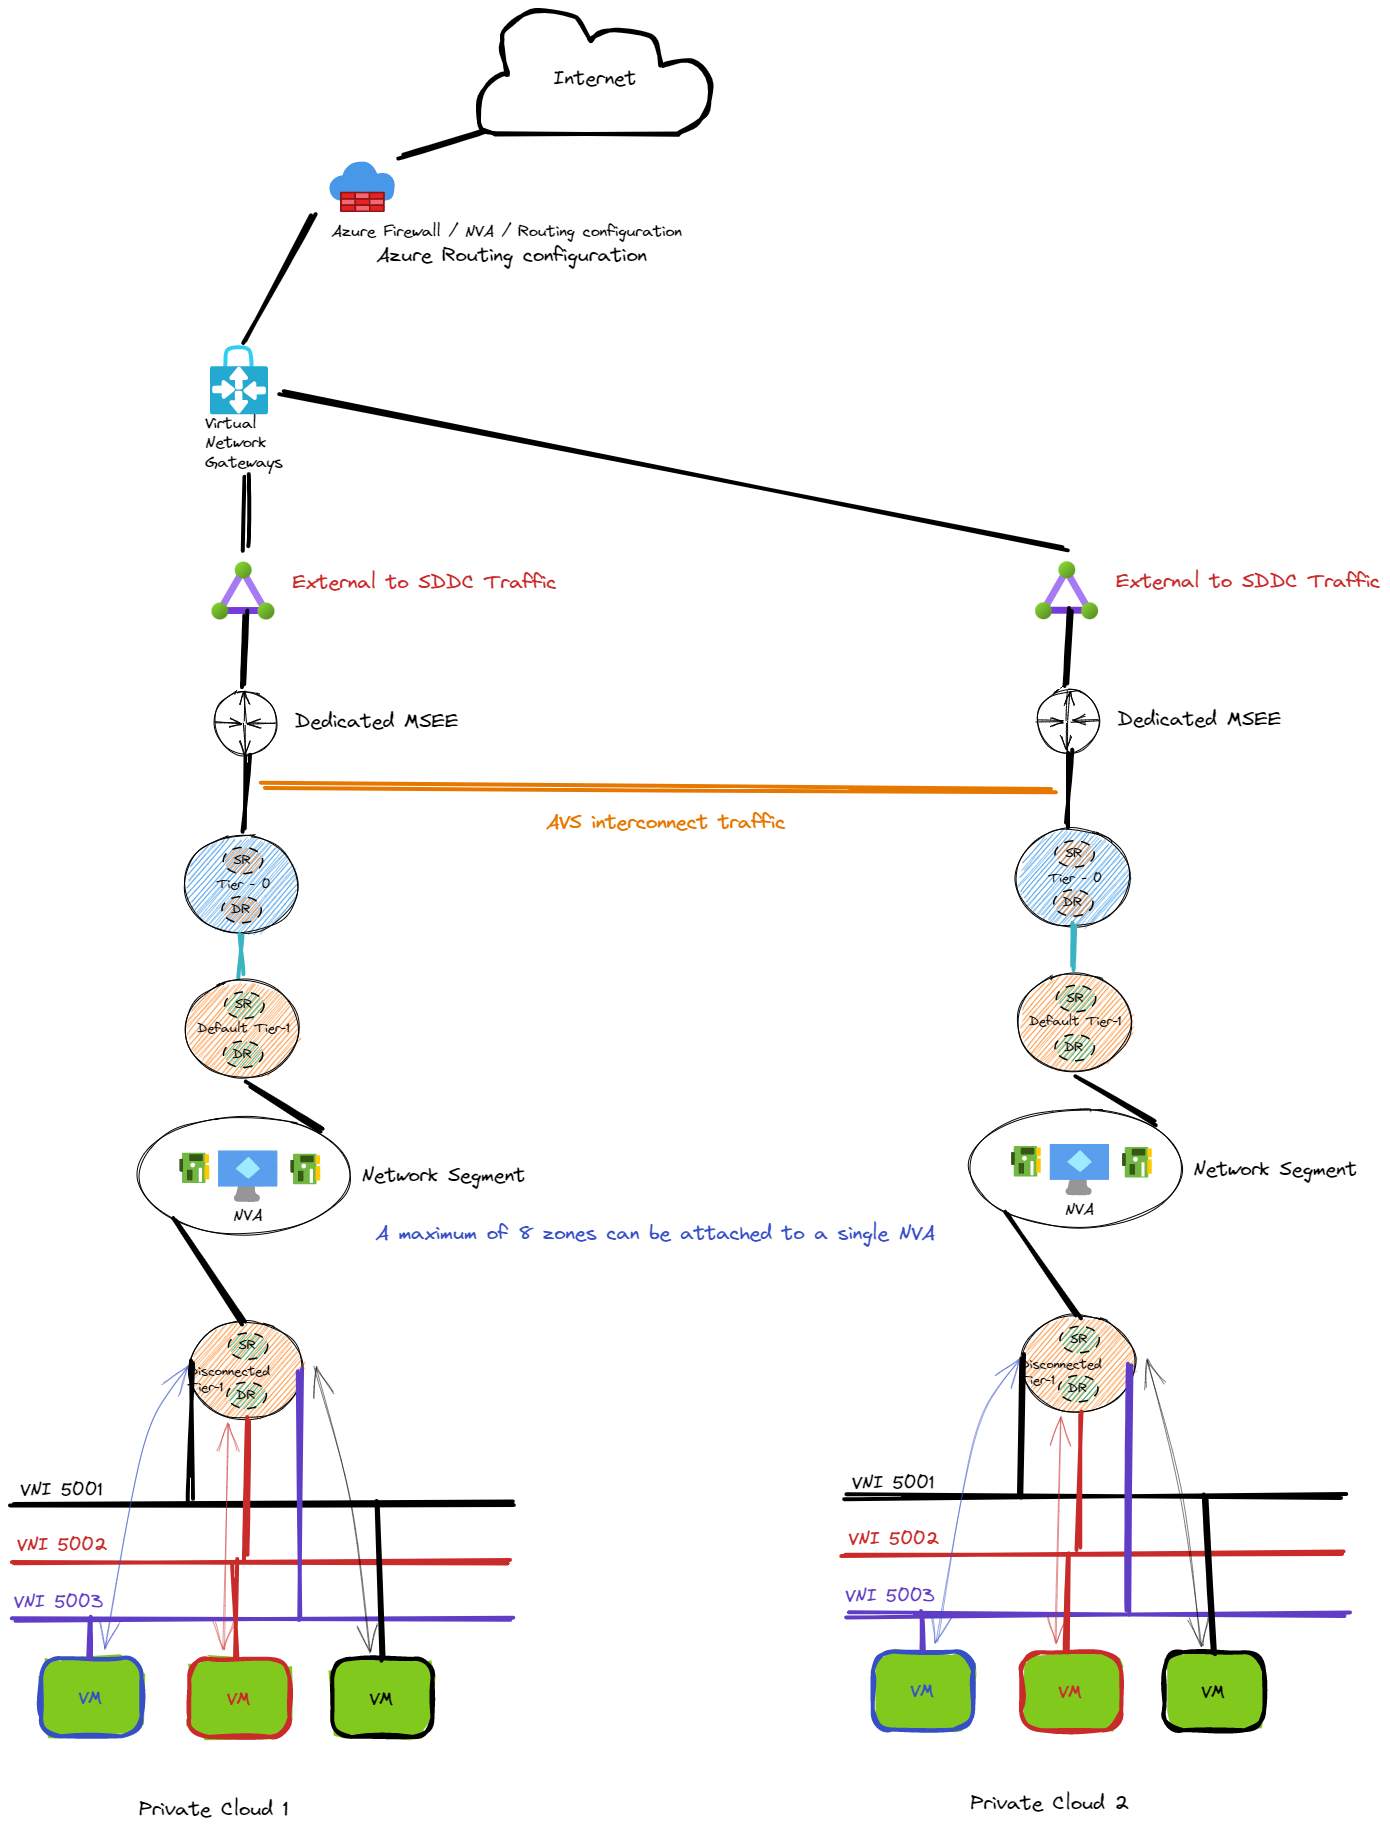 Internet
Azure Firewall / NVA / Routing configuration
Azure Routing configuration
Virtual
Network
Gateways
External to SDDC Traffic
External to SDDC Traffic
Dedicated MSEE
Dedicated MSEE
AVS interconnect traffic
SR
Tier - 0
DR
SR
Tier - 0
DR
SR
Default Tier-1
DR
SR
Default Tier-1
DR
NVA
Network Segment
NVA
Network Segment
A maximum of 8 zones can be attached to a single NVA
SR
Disconnected
Tier-1
DR
SR
Disconnected
Tier-1
DR
VNI 5001
VNI 5002
VNI 5003
VNI 5001
VNI 5002
VNI 5003
VM
VM
VM
VM
VM
VM
Private Cloud 1
Private Cloud 2